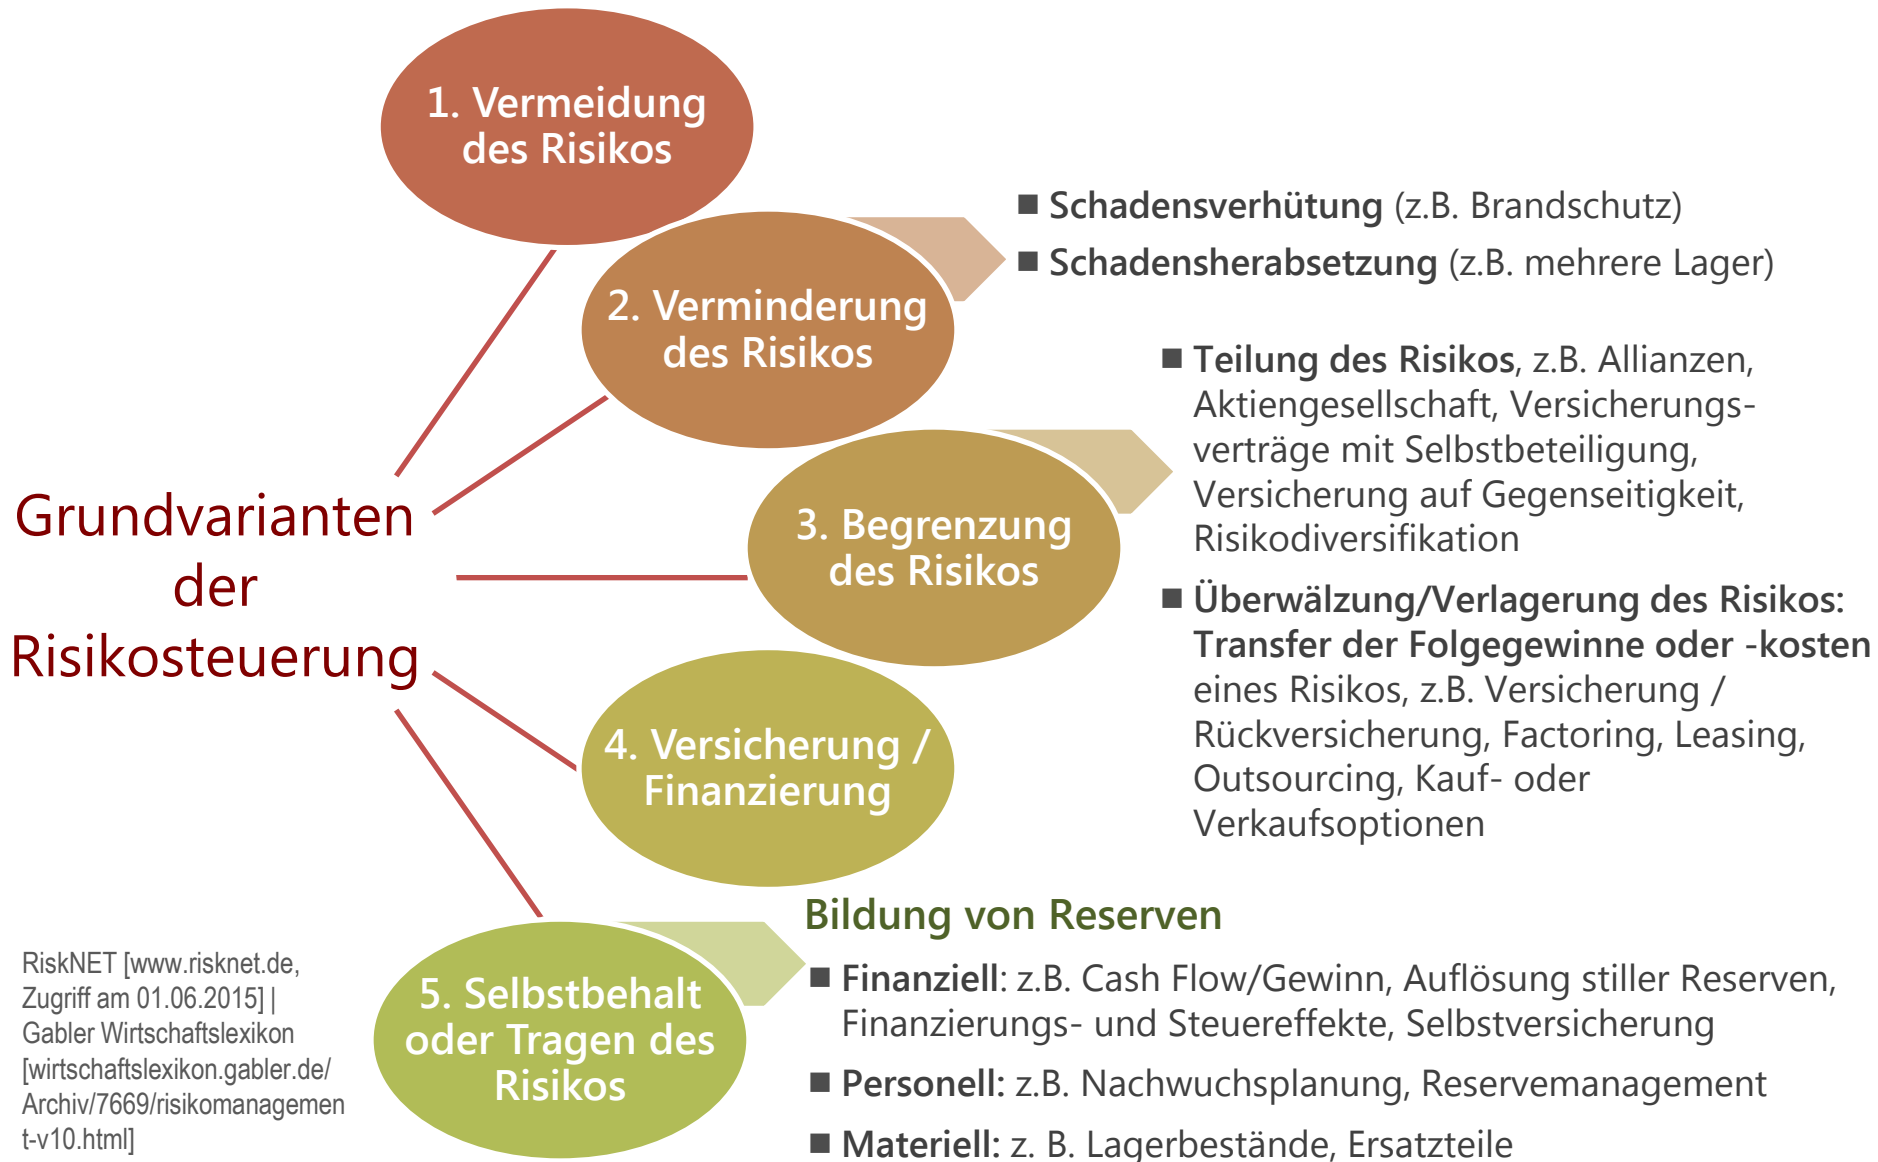 1. Vermeidung
des Risikos
■ Schadensverhütung (z.B. Brandschutz)
■ Schadensherabsetzung (z.B. mehrere Lager)
2. Verminderung
des Risikos
■ Teilung des Risikos, z.B. Allianzen,
Aktiengesellschaft, Versicherungs-
verträge mit Selbstbeteiligung,
Versicherung auf Gegenseitigkeit,
Risikodiversifikation
Grundvarianten
der
Risikosteuerung
3. Begrenzung
des Risikos
■ Überwälzung/Verlagerung des Risikos:
Transfer der Folgegewinne oder -kosten
eines Risikos, z.B. Versicherung /
Rückversicherung, Factoring, Leasing,
Outsourcing, Kauf- oder
Verkaufsoptionen
4. Versicherung /
Finanzierung
5. Selbstbehalt
oder Tragen des
Risikos
Bildung von Reserven
■ Finanziell: z.B. Cash Flow/Gewinn, Auflösung stiller Reserven,
Finanzierungs- und Steuereffekte, Selbstversicherung
■ Personell: z.B. Nachwuchsplanung, Reservemanagement
■ Materiell: z. B. Lagerbestände, Ersatzteile
RiskNET [www.risknet.de,
Zugriff am 01.06.2015] |
Gabler Wirtschaftslexikon
[wirtschaftslexikon.gabler.de/
Archiv/7669/risikomanagemen
t-v10.html]